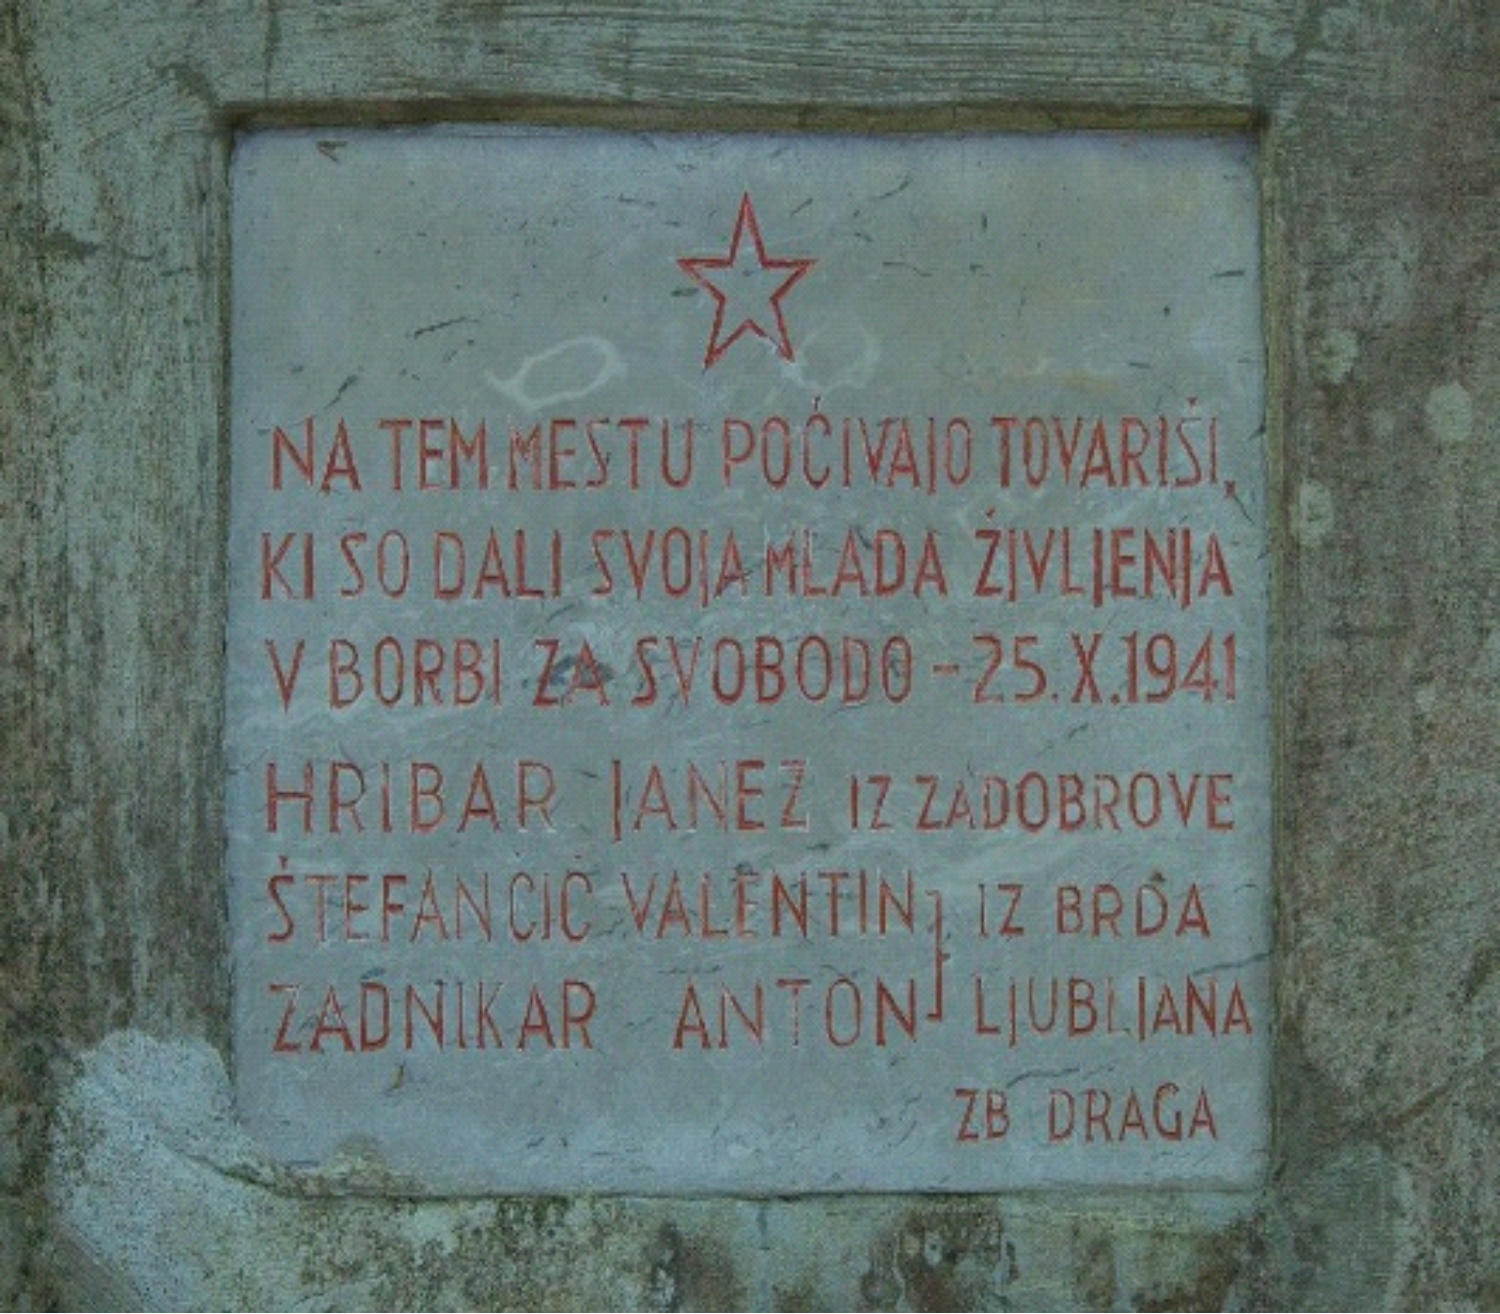 NA TEM MESTU POČIVAJO TOVARIŠI,
KI SO DALI SVOJA MLADA ŽIVLJENJA
V BORBI ZA SVOBODO - 25. X. 1941
HRIBAR JANEZ IZ ZADOBROVE
ŠTEFANČIČ VALENTIN IZ BRDA
ZADNIKAR ANTON LJUBLJANA
ZB DRAGA